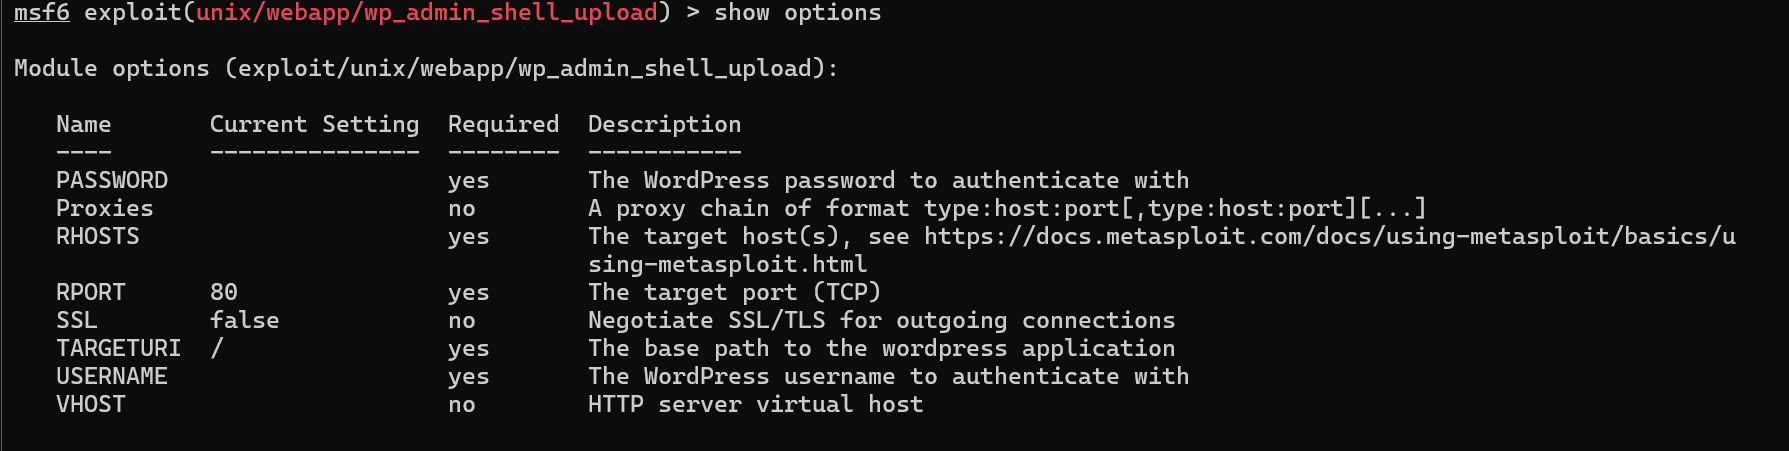 msf6 exploit(unix/webapp/wp_admin_shell_upload) > show options
Module options (exploit/unix/webapp/wp_admin_shell_upload):
Name Current Setting Required Description
---- --------------- -------- -----------
PASSWORD yes The WordPress password to authenticate with
Proxies no A proxy chain of format type:host:port[,type:host:port][...]
RHOSTS yes The target host(s), see https://docs.metasploit.com/docs/using-metasploit/basics/u
sing-metasploit.html
RPORT 80 yes The target port (TCP)
SSL false no Negotiate SSL/TLS for outgoing connections
TARGETURI / yes The base path to the wordpress application
USERNAME yes The WordPress username to authenticate with
VHOST no HTTP server virtual host